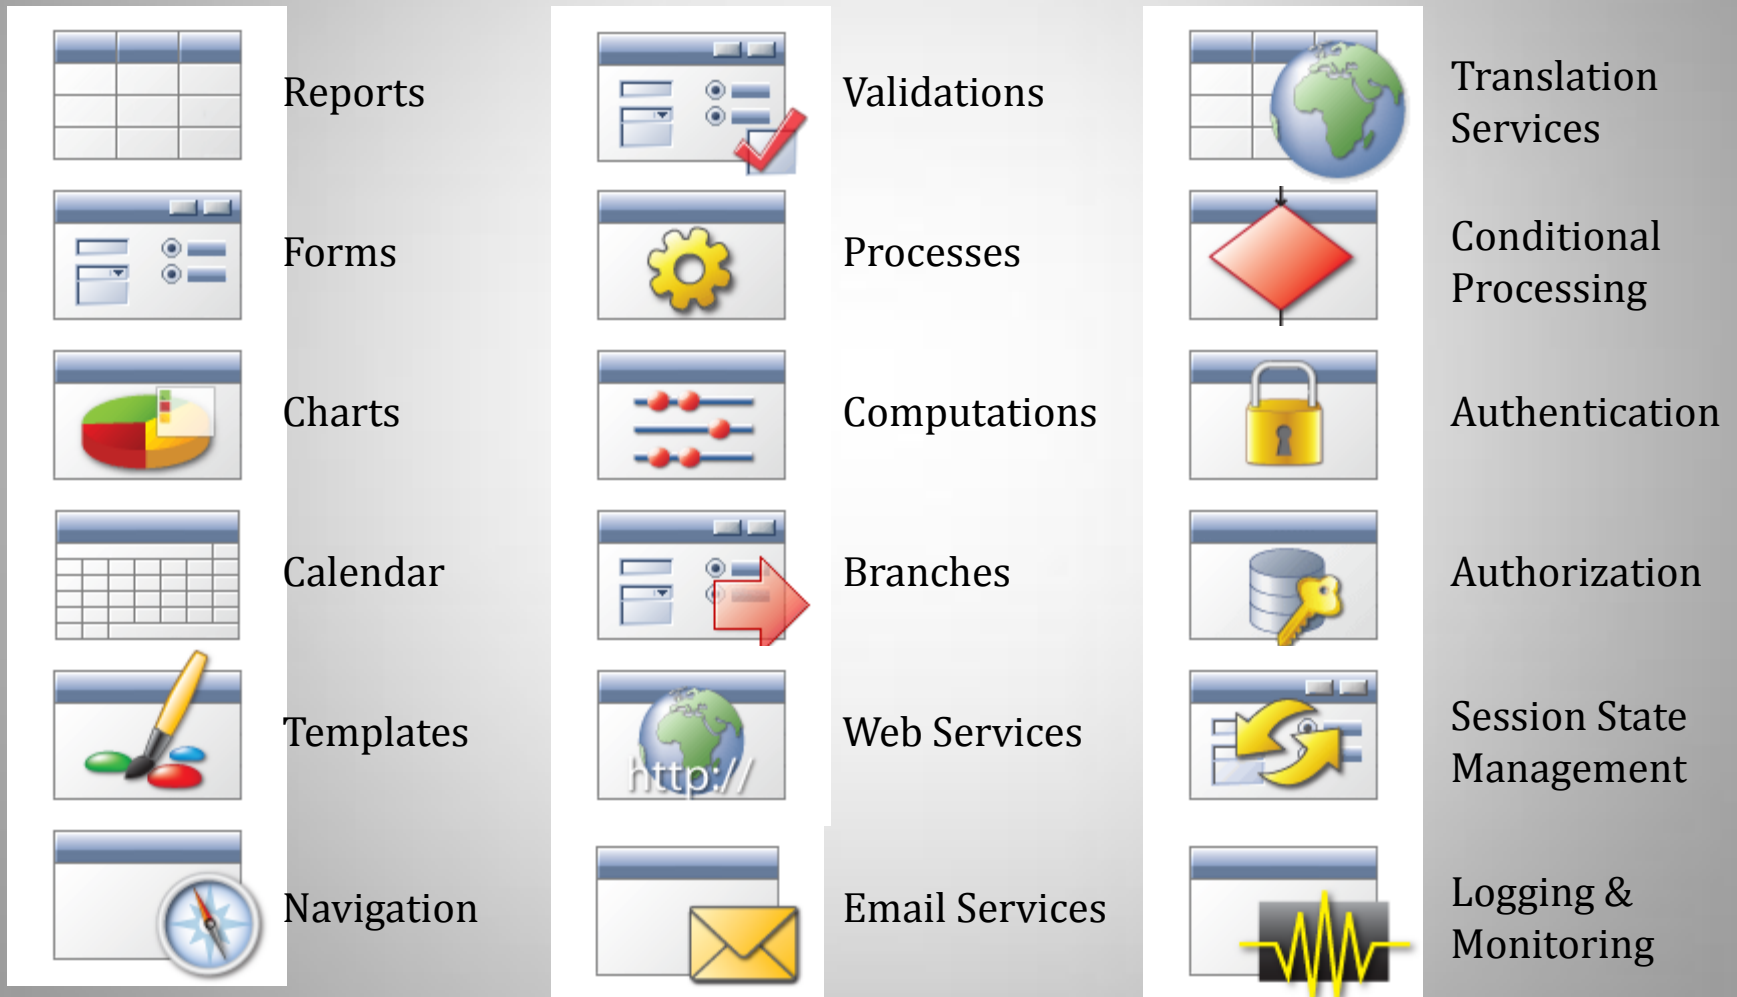 Reports
Forms
Charts
Calendar
Templates
Navigation
Validations
Processes
Computations
Branches
Web Services
http://
Email Services
Translation
Services
Conditional
Processing
Authentication
Authorization
Session State
Management
Logging &
Monitoring